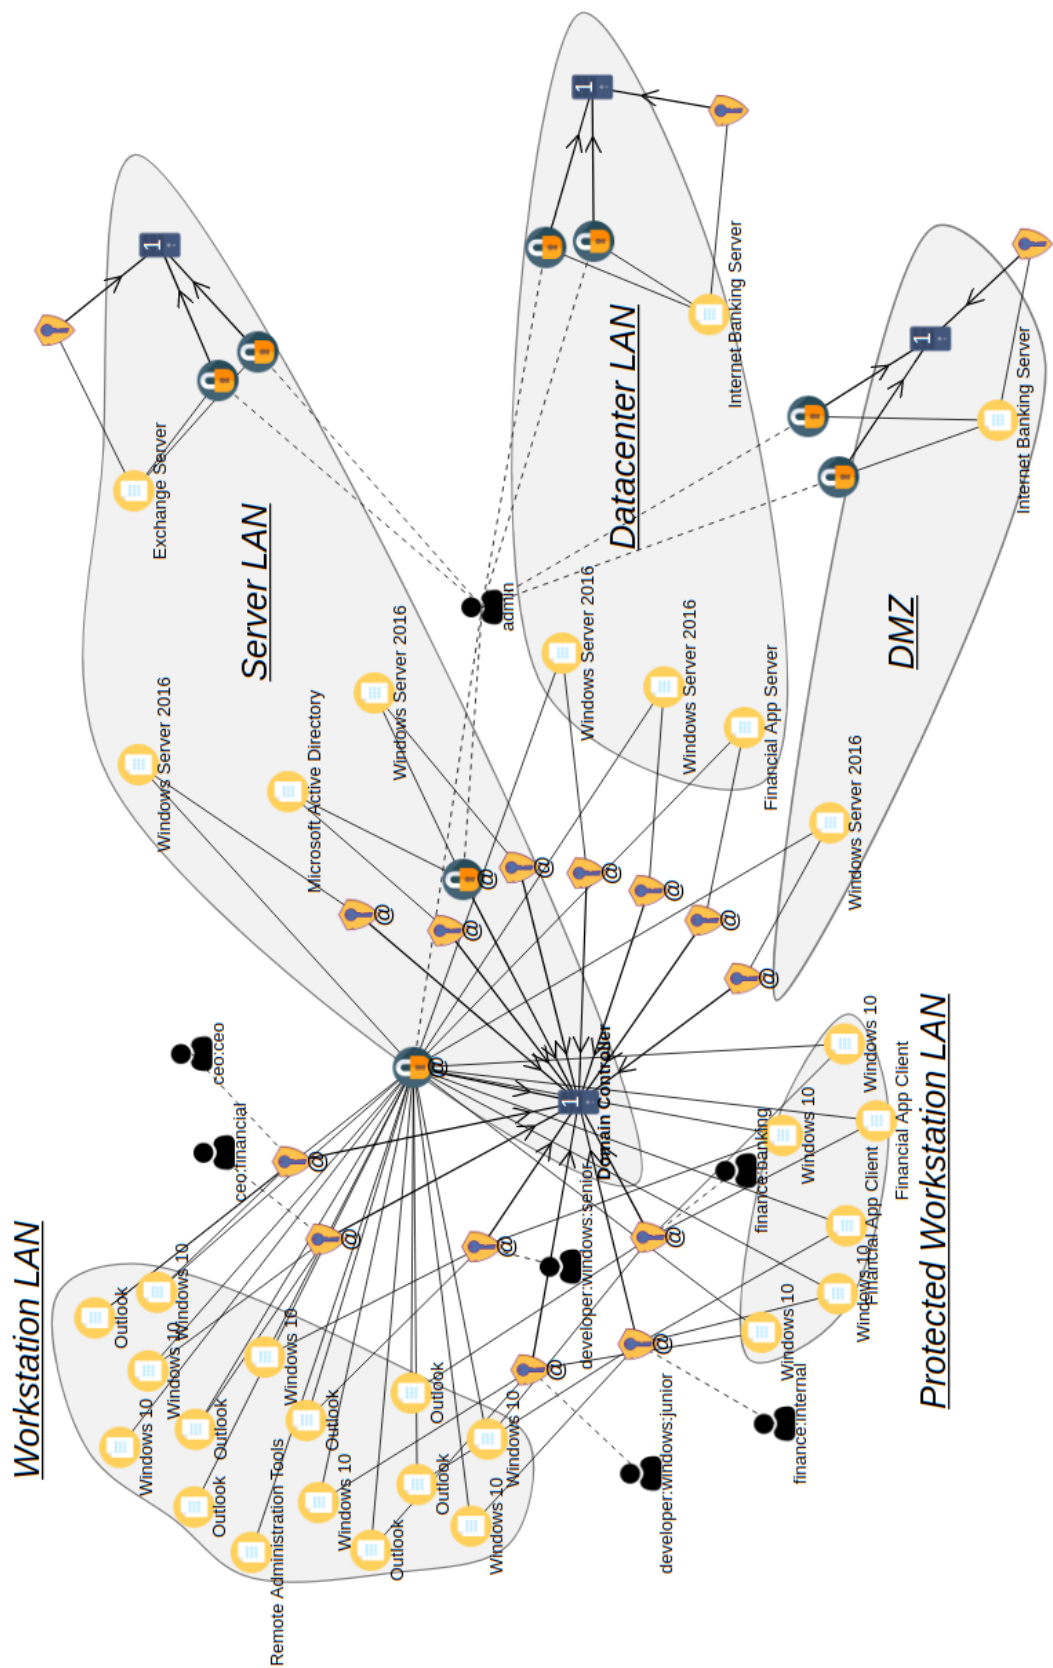 Workstation LAN
Outlook
Windows 10
Windows 10
Windows 10
Outlook
Windows 10
Outlook
Outlook
Remote Administration Tools
Windows 10
Outlook
Outlook
Outlook
Windows 10
Windows 10
ceo:ceo
ceo:financial
@
@
@
@
@
@
@
@
@
@
@
@
@
@
developer:windows:senior
developer:windows:junior
finance:banking
finance:internal
Domain Controller
1
Protected Workstation LAN
Windows 10
Windows 10
Financial App Client
Financial App Client
Windows 10
Windows 10
Server LAN
Exchange Server
1
Windows Server 2016
Microsoft Active Directory
Windows Server 2016
admin
Datacenter LAN
1
Internet Banking Server
Windows Server 2016
Windows Server 2016
Financial App Server
DMZ
1
Internet Banking Server
Windows Server 2016